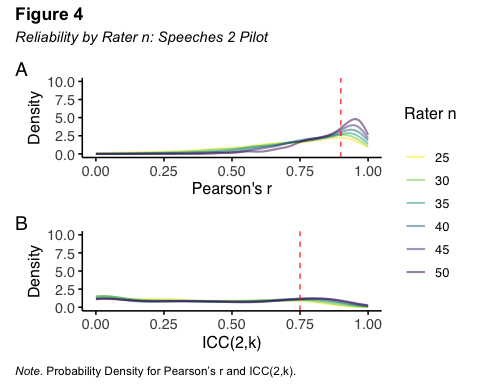 Figure 4
Reliability by Rater n: Speeches 2 Pilot
A
10.0
7.5
5.0
2.5
0.0
Density
0.00 0.25 0.50 0.75 1.00
Pearson's r
B
10.0
7.5
5.0
2.5
0.0
Density
0.00 0.25 0.50 0.75 1.00
ICC(2,k)
Rater n
25
30
35
40
45
50
Note. Probability Density for Pearson's r and ICC(2,k).